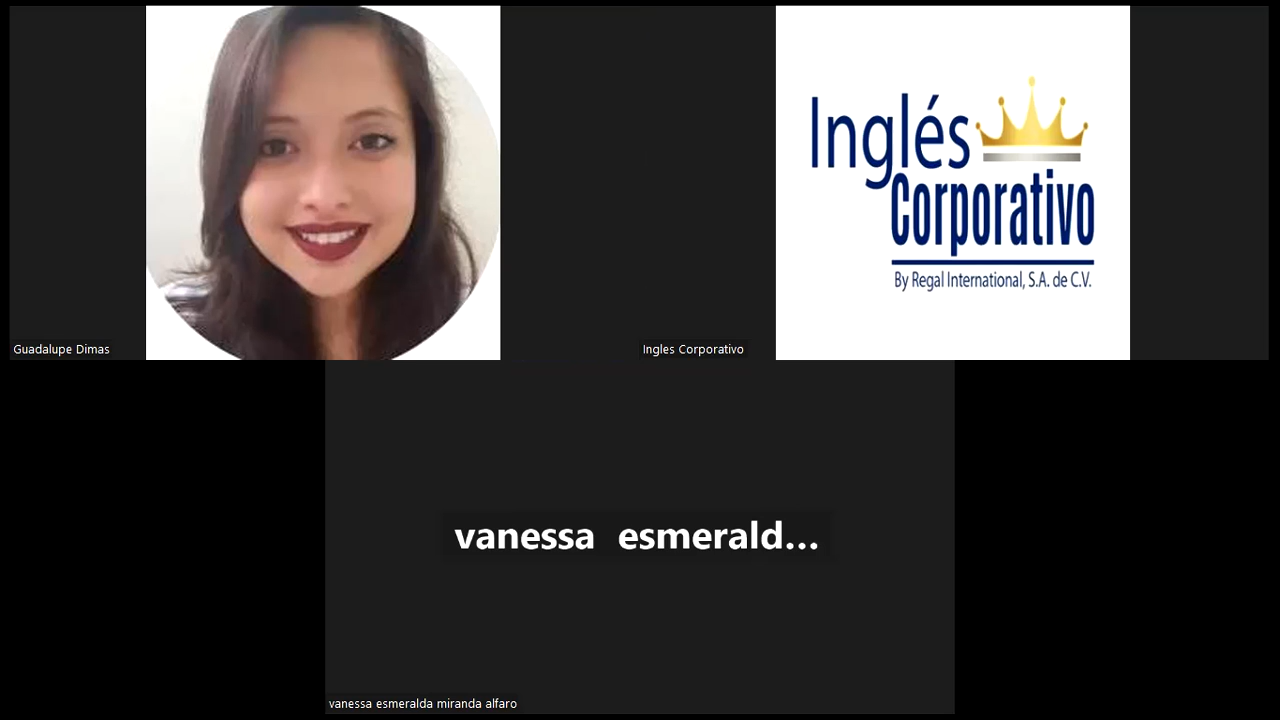 Inglés
Corporativo
By Regal International, S.A. de C.V.
Guadalupe Dimas
Ingles Corporativo
vanessa esmerald...
vanessa esmeralda miranda alfaro